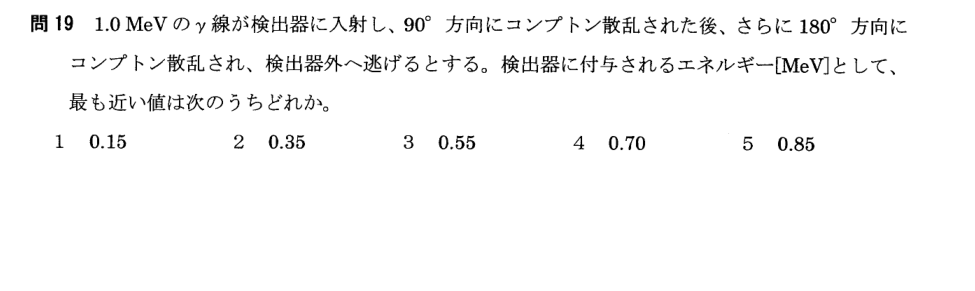 問19 1.0 MeV のγ線が検出器に入射し、90° 方向にコンプトン散乱された後、さらに 180° 方向に
コンプトン散乱され、検出器外へ逃げるとする。検出器に付与されるエネルギー[MeV]として、
最も近い値は次のうちどれか。
1 0.15 2 0.35 3 0.55 4 0.70 5 0.85